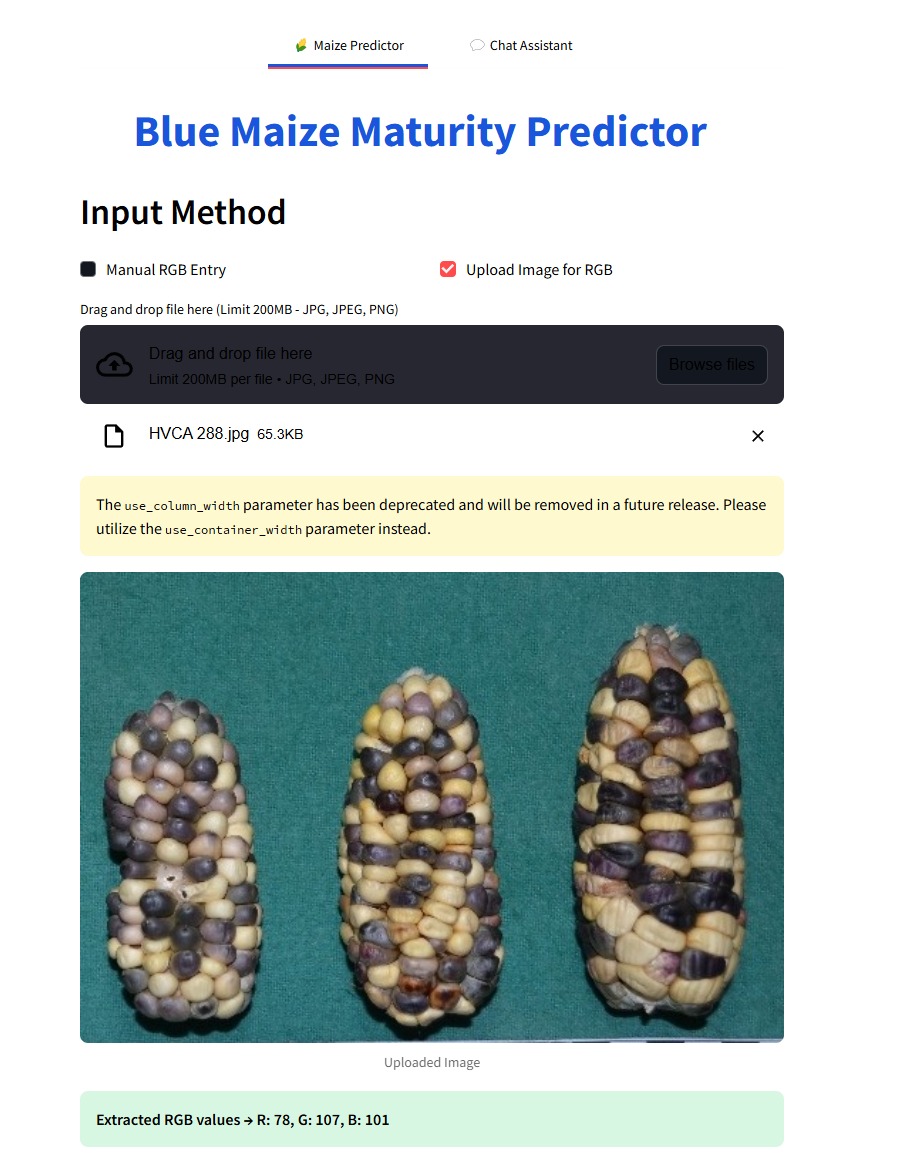 Maize Predictor
Chat Assistant
Blue Maize Maturity Predictor
Input Method
Manual RGB Entry
Upload Image for RGB
Drag and drop file here (Limit 200MB - JPG, JPEG, PNG)
Drag and drop file here
Limit 200MB per file • JPG, JPEG, PNG
Browse files
HVCA 288.jpg 65.3KB
The use_column_width parameter has been deprecated and will be removed in a future release. Please
utilize the use_container_width parameter instead.
Uploaded Image
Extracted RGB values → R: 78, G: 107, B: 101